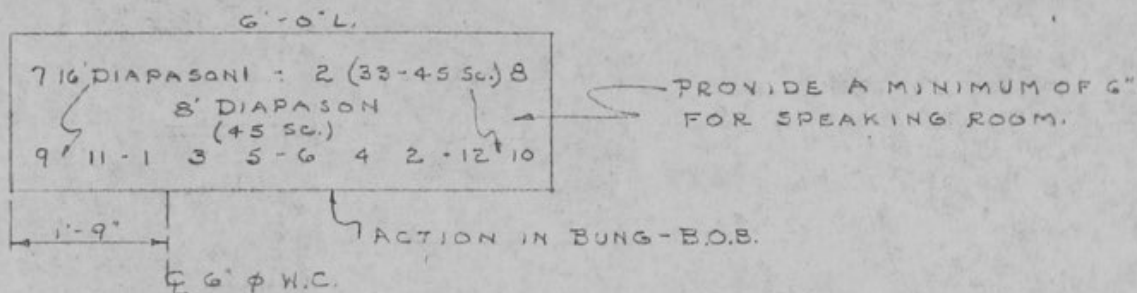 6'-0" L.
7 16' DIAPASON 1 - 2 (33-45 SC.) 8
8' DIAPASON
(45 SC.)
9 11 - 1 3 5 - 6 4 2 - 12 10
PROVIDE A MINIMUM OF 6"
FOR SPEAKING ROOM.
1'-9"
ACTION IN BUNG-B.O.B.
℄ 6" φ W.C.